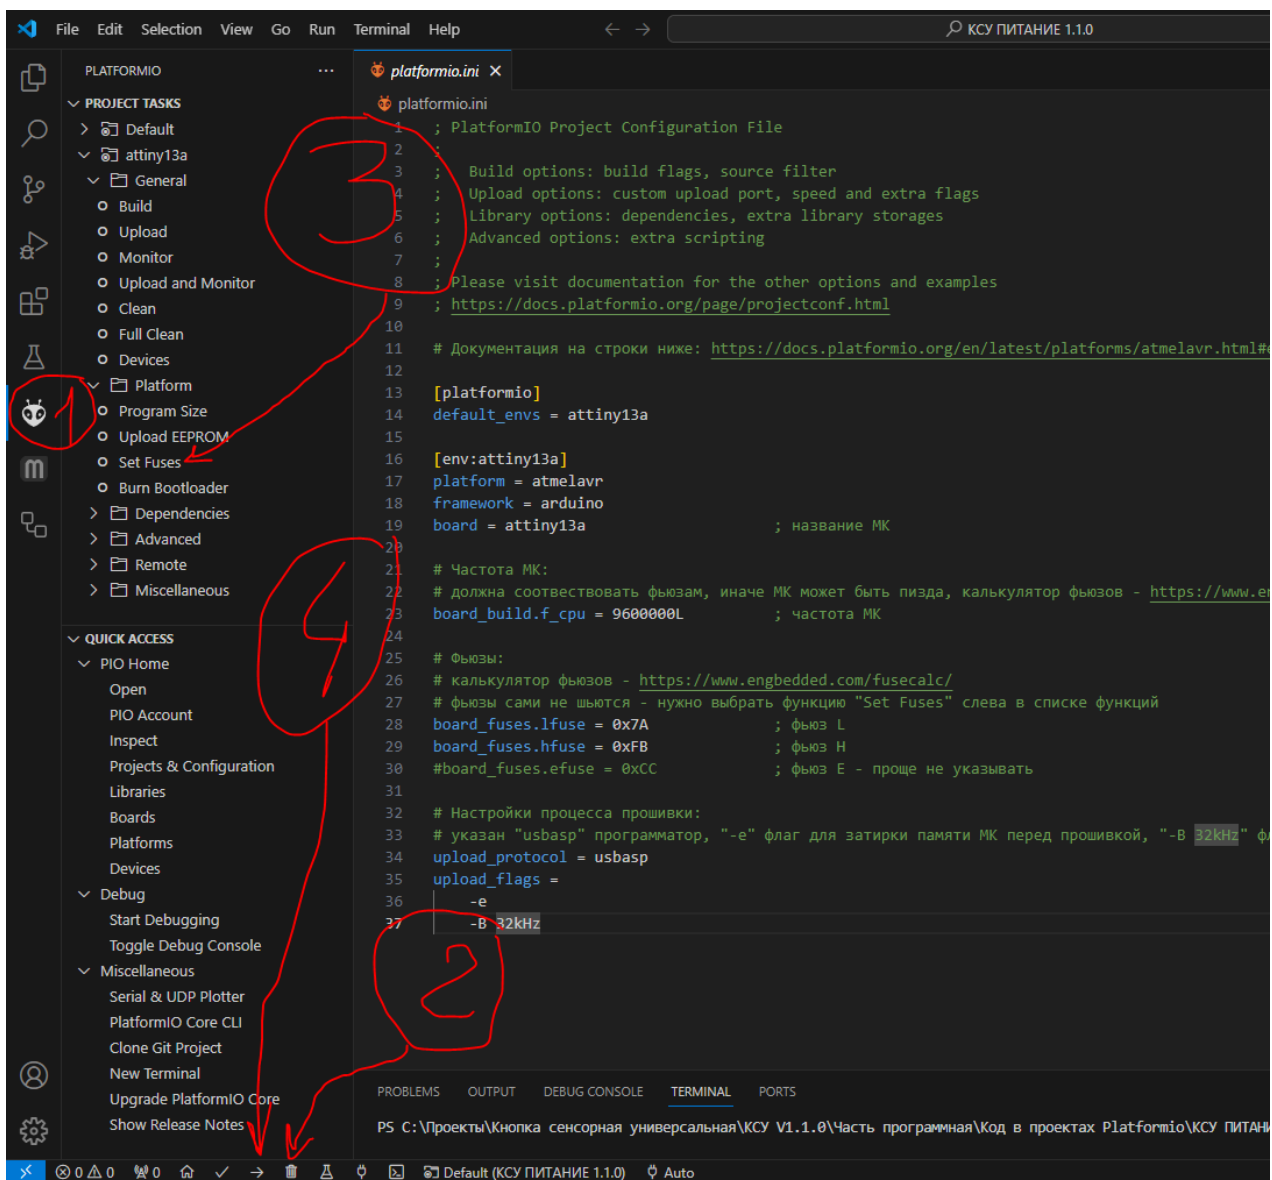 File Edit Selection View Go Run Terminal Help
КСУ ПИТАНИЕ 1.1.0
PLATFORMIO
PROJECT TASKS
Default
attiny13a
General
Build
Upload
Monitor
Upload and Monitor
Clean
Full Clean
Devices
Platform
Program Size
Upload EEPROM
Set Fuses
Burn Bootloader
Dependencies
Advanced
Remote
Miscellaneous
QUICK ACCESS
PIO Home
Open
PIO Account
Inspect
Projects & Configuration
Libraries
Boards
Platforms
Devices
Debug
Start Debugging
Toggle Debug Console
Miscellaneous
Serial & UDP Plotter
PlatformIO Core CLI
Clone Git Project
New Terminal
Upgrade PlatformIO Core
Show Release Notes
1
3
4
2
platformio.ini
platformio.ini
1 ; PlatformIO Project Configuration File
2 ;
3 ; Build options: build flags, source filter
4 ; Upload options: custom upload port, speed and extra flags
5 ; Library options: dependencies, extra library storages
6 ; Advanced options: extra scripting
7 ;
8 ; Please visit documentation for the other options and examples
9 ; https://docs.platformio.org/page/projectconf.html
10
11 # Документация на строки ниже: https://docs.platformio.org/en/latest/platforms/atmelavr.html#
12
13 [platformio]
14 default_envs = attiny13a
15
16 [env:attiny13a]
17 platform = atmelavr
18 framework = arduino
19 board = attiny13a ; название МК
20
21 # Частота МК:
22 # должна соотвествовать фьюзам, иначе МК может быть пизда, калькулятор фьюзов - https://www.en
23 board_build.f_cpu = 9600000L ; частота МК
24
25 # Фьюзы:
26 # калькулятор фьюзов - https://www.engbedded.com/fusecalc/
27 # фьюзы сами не шьются - нужно выбрать функцию "Set Fuses" слева в списке функций
28 board_fuses.lfuse = 0x7A ; фьюз L
29 board_fuses.hfuse = 0xFB ; фьюз H
30 #board_fuses.efuse = 0xCC ; фьюз E - проще не указывать
31
32 # Настройки процесса прошивки:
33 # указан "usbasp" программатор, "-e" флаг для затирки памяти МК перед прошивкой, "-B 32kHz" ф
34 upload_protocol = usbasp
35 upload_flags =
36 -e
37 -B 32kHz
PROBLEMS OUTPUT DEBUG CONSOLE TERMINAL PORTS
PS C:\Проекты\Кнопка сенсорная универсальная\КСУ V1.1.0\Часть программная\Код в проектах Platformio\КСУ ПИТАНИ
0 0 0 Default (КСУ ПИТАНИЕ 1.1.0) Auto